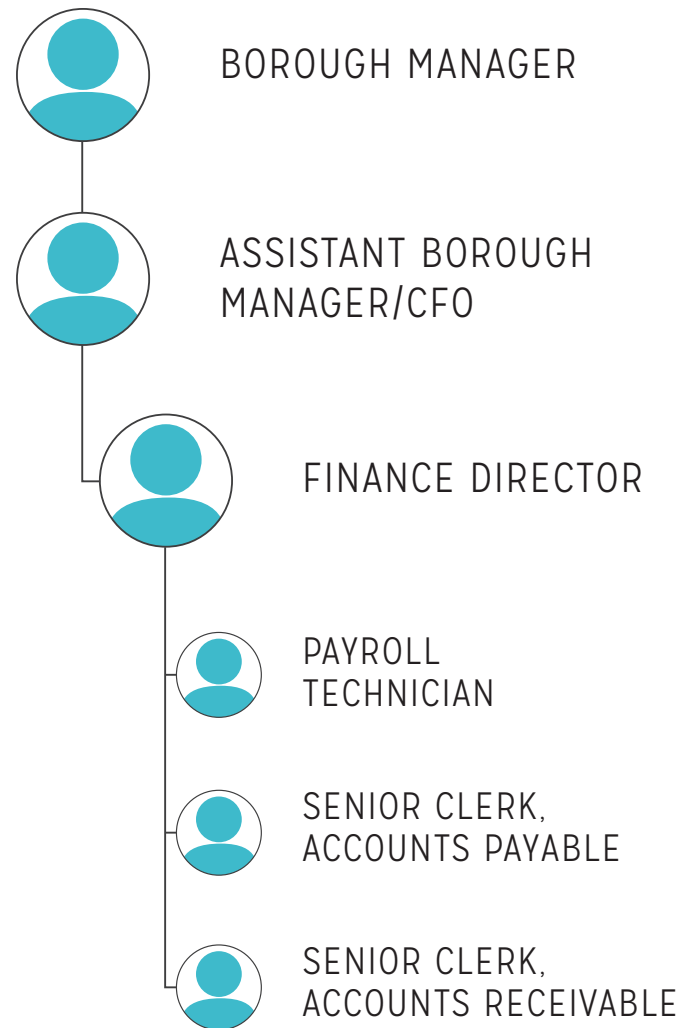 BOROUGH MANAGER
ASSISTANT BOROUGH
MANAGER/CFO
FINANCE DIRECTOR
PAYROLL
TECHNICIAN
SENIOR CLERK,
ACCOUNTS PAYABLE
SENIOR CLERK,
ACCOUNTS RECEIVABLE